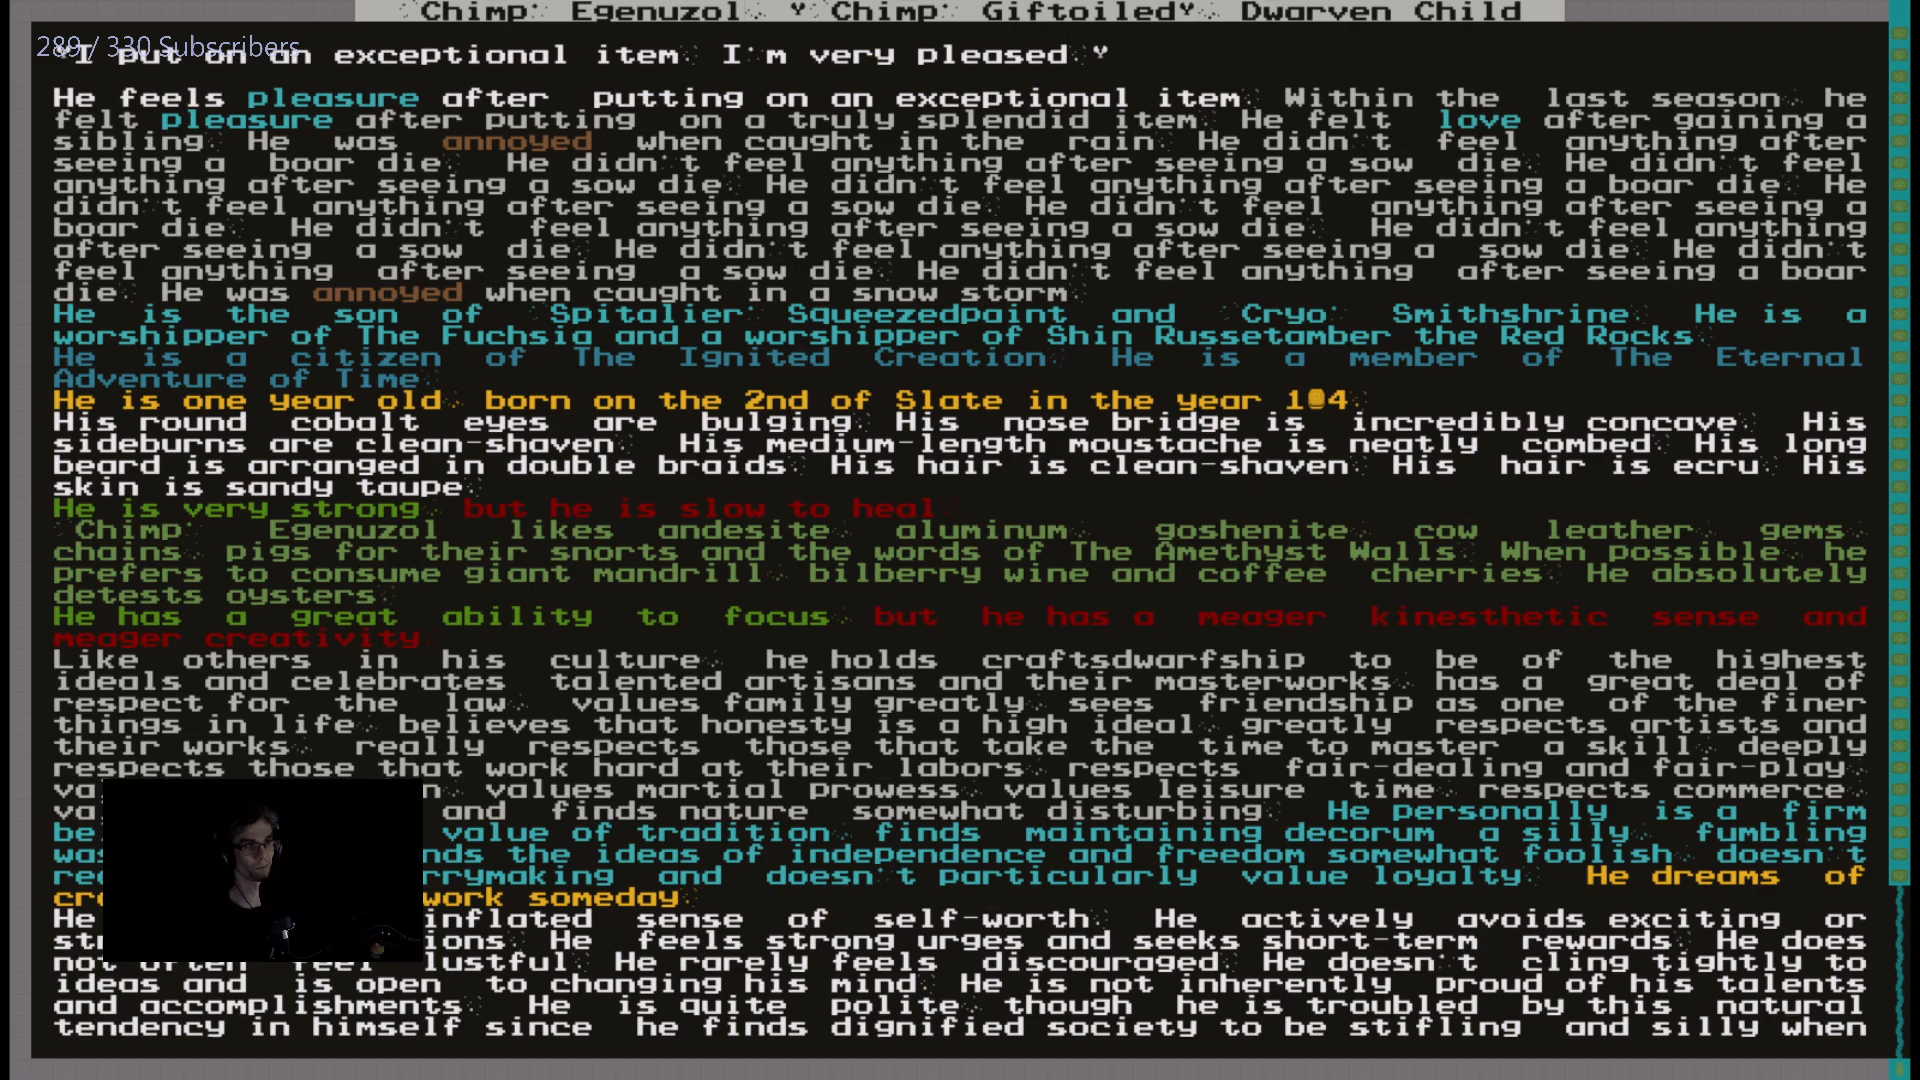 `Chimp' Egenuzol, "Chimp' Giftoiled", Dwarven Child
289 / 330 Subscribers
"I put on an exceptional item. I'm very pleased."
He feels pleasure after putting on an exceptional item. Within the last season, he
felt pleasure after putting on a truly splendid item. He felt love after gaining a
sibling. He was annoyed when caught in the rain. He didn't feel anything after
seeing a boar die. He didn't feel anything after seeing a sow die. He didn't feel
anything after seeing a sow die. He didn't feel anything after seeing a boar die. He
didn't feel anything after seeing a sow die. He didn't feel anything after seeing a
boar die. He didn't feel anything after seeing a sow die. He didn't feel anything
after seeing a sow die. He didn't feel anything after seeing a sow die. He didn't
feel anything after seeing a sow die. He didn't feel anything after seeing a boar
die. He was annoyed when caught in a snow storm.
He is the son of `Spitalier' Squeezedpaint and `Cryo' Smithshrine. He is a
worshipper of The Fuchsia and a worshipper of Shin Russetamber the Red Rocks.
He is a citizen of The Ignited Creation. He is a member of The Eternal
Adventure of Time.
He is one year old, born on the 2nd of Slate in the year 104.
His round cobalt eyes are bulging. His nose bridge is incredibly concave. His
sideburns are clean-shaven. His medium-length moustache is neatly combed. His long
beard is arranged in double braids. His hair is clean-shaven. His hair is ecru. His
skin is sandy taupe.
He is very strong, but he is slow to heal.
`Chimp' Egenuzol likes andesite, aluminum, goshenite, cow leather, gems,
chains, pigs for their snorts and the words of The Amethyst Walls. When possible, he
prefers to consume giant mandrill, bilberry wine and coffee cherries. He absolutely
detests oysters.
He has a great ability to focus, but he has a meager kinesthetic sense and
meager creativity.
Like others in his culture, he holds craftsdwarfship to be of the highest
ideals and celebrates talented artisans and their masterworks, has a great deal of
respect for the law, values family greatly, sees friendship as one of the finer
things in life, believes that honesty is a high ideal, greatly respects artists and
their works, really respects those that take the time to master a skill, deeply
respects those that work hard at their labors, respects fair-dealing and fair-play,
va values martial prowess, values leisure time, respects commerce,
va and finds nature somewhat disturbing. He personally is a firm
be value of tradition, finds maintaining decorum a silly, fumbling
was the ideas of independence and freedom somewhat foolish, doesn't
and doesn't particularly value loyalty. He dreams of
work someday.
He inflated sense of self-worth. He actively avoids exciting or
He feels strong urges and seeks short-term rewards. He does
not often feel lustful. He rarely feels discouraged. He doesn't cling tightly to
ideas and is open to changing his mind. He is not inherently proud of his talents
and accomplishments. He is quite polite, though he is troubled by this natural
tendency in himself since he finds dignified society to be stifling and silly when